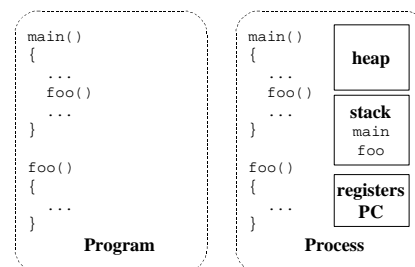 main()
{
...
foo()
...
}
foo()
{
...
}
Program
main()
{
...
foo()
...
}
foo()
{
...
}
heap
stack
main
foo
registers
PC
Process